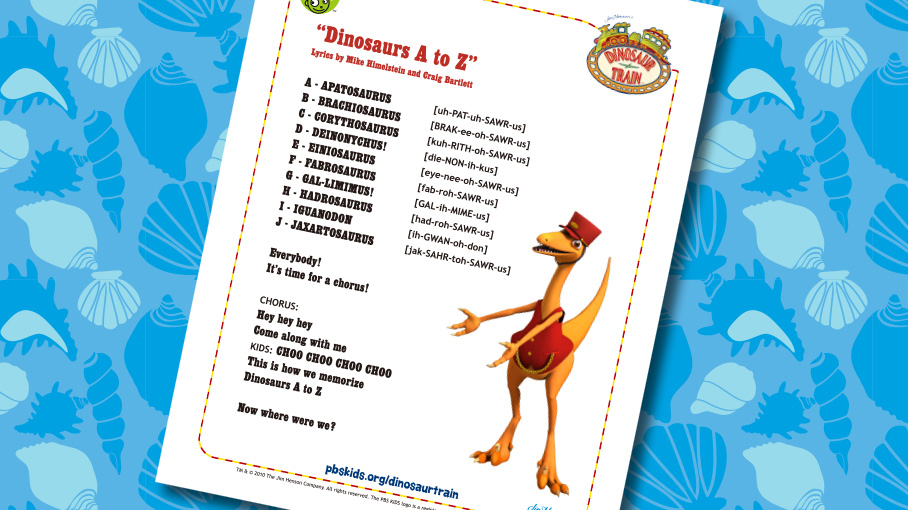 Jim Henson's
DINOSAUR
TRAIN
"Dinosaurs A to Z"
Lyrics by Mike Himelstein and Craig Bartlett
A - APATOSAURUS [uh-PAT-uh-SAWR-us]
B - BRACHIOSAURUS [BRAK-ee-oh-SAWR-us]
C - CORYTHOSAURUS [kuh-RITH-oh-SAWR-us]
D - DEINONYCHUS! [die-NON-ih-kus]
E - EINIOSAURUS [eye-nee-oh-SAWR-us]
F - FABROSAURUS [fab-roh-SAWR-us]
G - GAL-LIMIMUS! [GAL-ih-MIME-us]
H - HADROSAURUS [had-roh-SAWR-us]
I - IGUANODON [ih-GWAN-oh-don]
J - JAXARTOSAURUS [jak-SAHR-toh-SAWR-us]
Everybody!
It's time for a chorus!
CHORUS:
Hey hey hey
Come along with me
KIDS: CHOO CHOO CHOO CHOO
This is how we memorize
Dinosaurs A to Z
Now where were we?
pbskids.org/dinosaurtrain
TM & © 2010 The Jim Henson Company. All rights reserved. The PBS KIDS logo is a